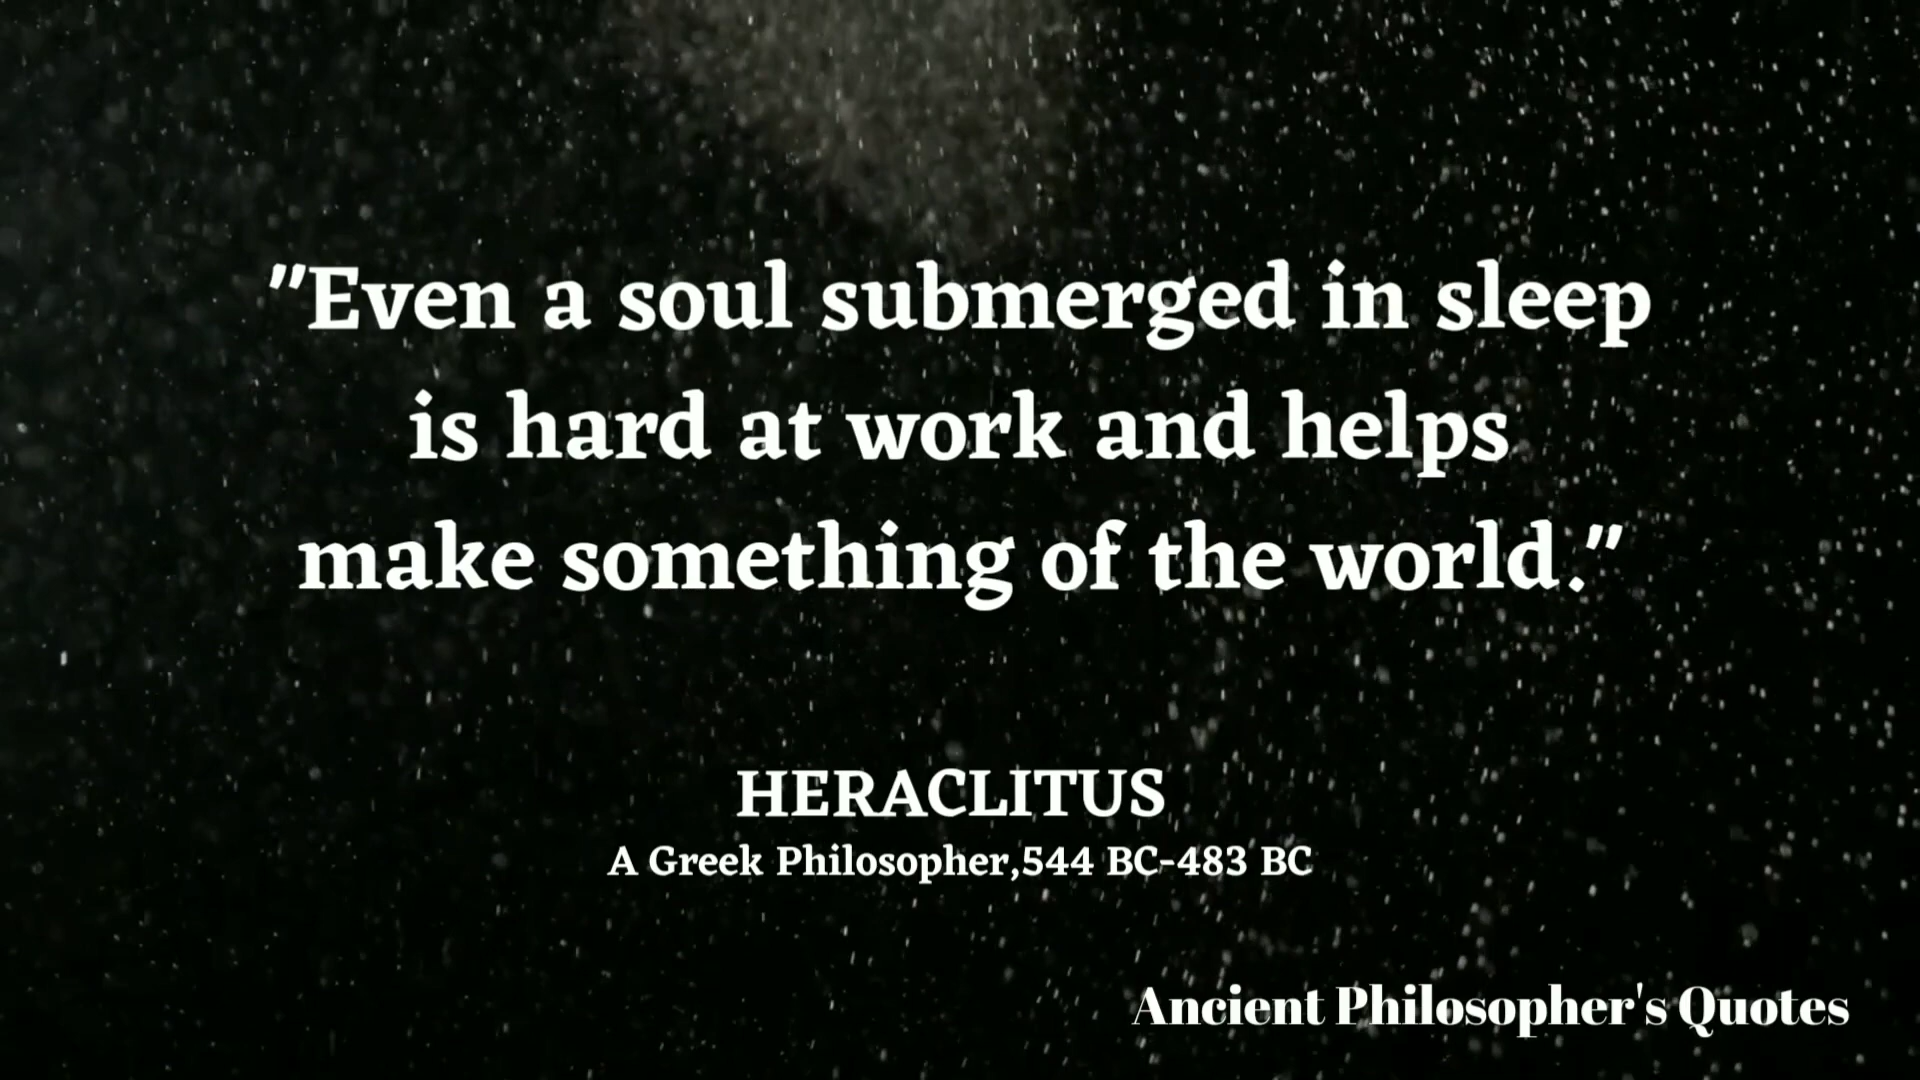 "Even a soul submerged in sleep
is hard at work and helps
make something of the world."
HERACLITUS
A Greek Philosopher,544 BC-483 BC
Ancient Philosopher's Quotes